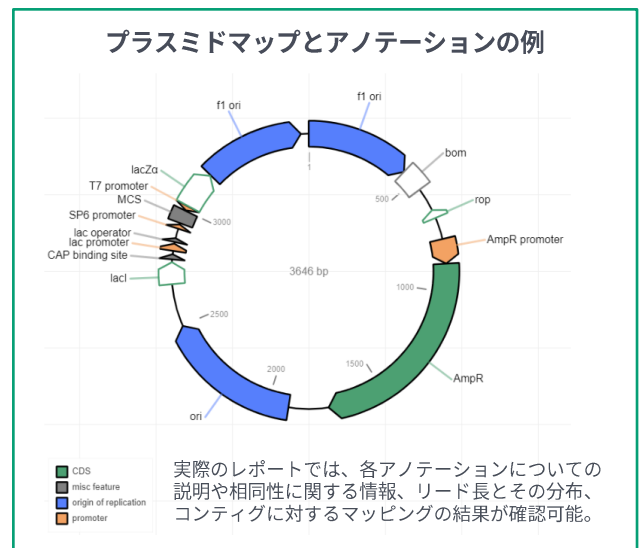 プラスミドマップとアノテーションの例
f1 ori
f1 ori
bom
500
rop
AmpR promoter
1
3646 bp
1000
AmpR
1500
2000
ori
2500
lacI
CAP binding site
lac promoter
lac operator
SP6 promoter
MCS
T7 promoter
lacZα
3000
CDS
misc feature
origin of replication
promoter
実際のレポートでは、各アノテーションについての
説明や相同性に関する情報、リード長とその分布、
コンティグに対するマッピングの結果が確認可能。